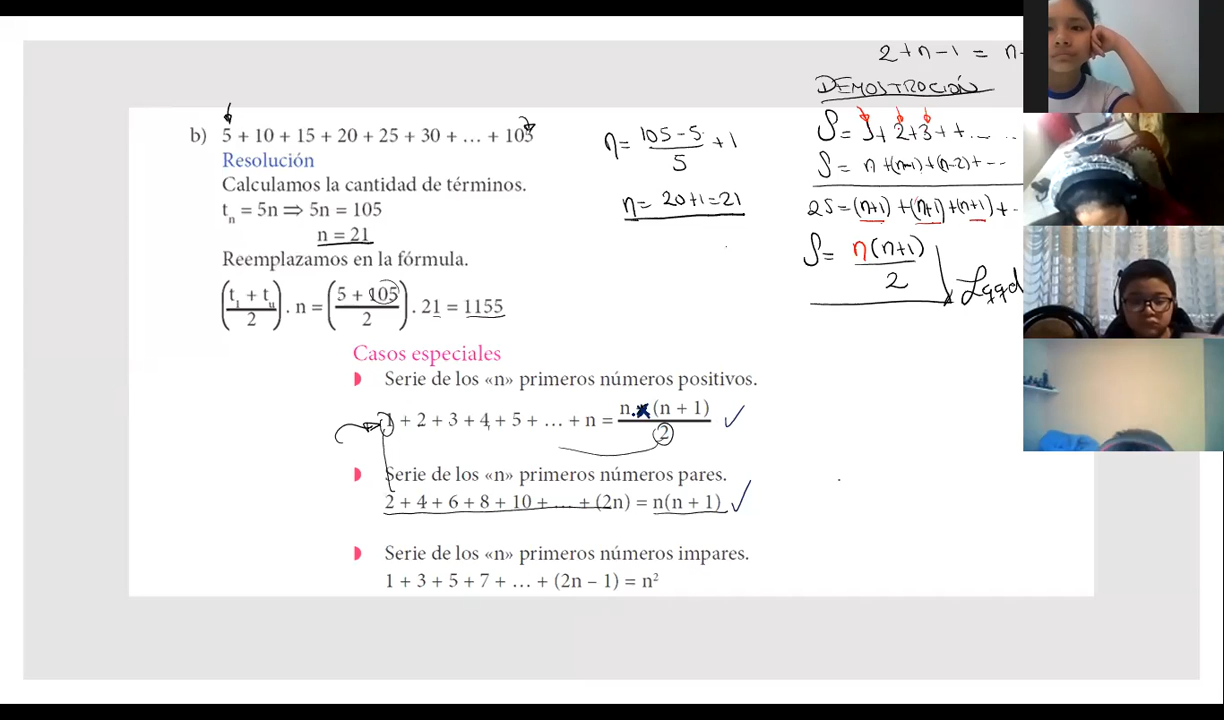 2 + n - 1 = n
DEMOSTROCIÓN
b) 5 + 10 + 15 + 20 + 25 + 30 + … + 105
Resolución
Calculamos la cantidad de términos.
tₙ = 5n ⇒ 5n = 105
n = 21
Reemplazamos en la fórmula.
(t₁ + tᵤ / 2) . n = (5 + 105 / 2) . 21 = 1155
n = 105 - 5 / 5 + 1
n = 20+1 = 21
S = 1 + 2 + 3 + + ... ...
S = n + (n-1) + (n-2) + ...
2S = (n+1) + (n+1) + (n+1) + ..
S = n(n+1) / 2
Lqqd
Casos especiales
Serie de los «n» primeros números positivos.
1 + 2 + 3 + 4 + 5 + … + n = n . x (n + 1) / 2
Serie de los «n» primeros números pares.
2 + 4 + 6 + 8 + 10 + … + (2n) = n(n + 1)
Serie de los «n» primeros números impares.
1 + 3 + 5 + 7 + … + (2n – 1) = n²